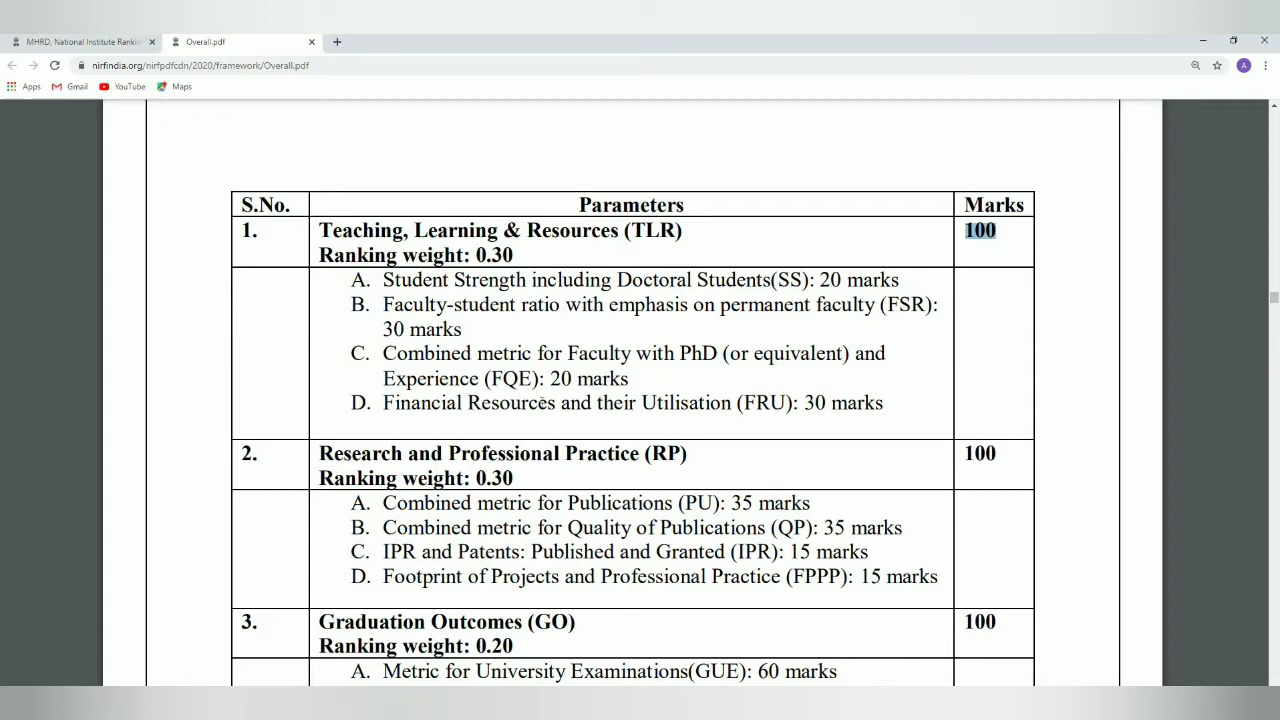 MHRD, National Institute Rankin
Overall.pdf
nirfindia.org/nirfpdfcdn/2020/framework/Overall.pdf
A
Apps
Gmail
YouTube
Maps
S.No. Parameters Marks
1. Teaching, Learning & Resources (TLR) 100
Ranking weight: 0.30
A. Student Strength including Doctoral Students(SS): 20 marks
B. Faculty-student ratio with emphasis on permanent faculty (FSR):
30 marks
C. Combined metric for Faculty with PhD (or equivalent) and
Experience (FQE): 20 marks
D. Financial Resources and their Utilisation (FRU): 30 marks
2. Research and Professional Practice (RP) 100
Ranking weight: 0.30
A. Combined metric for Publications (PU): 35 marks
B. Combined metric for Quality of Publications (QP): 35 marks
C. IPR and Patents: Published and Granted (IPR): 15 marks
D. Footprint of Projects and Professional Practice (FPPP): 15 marks
3. Graduation Outcomes (GO) 100
Ranking weight: 0.20
A. Metric for University Examinations(GUE): 60 marks